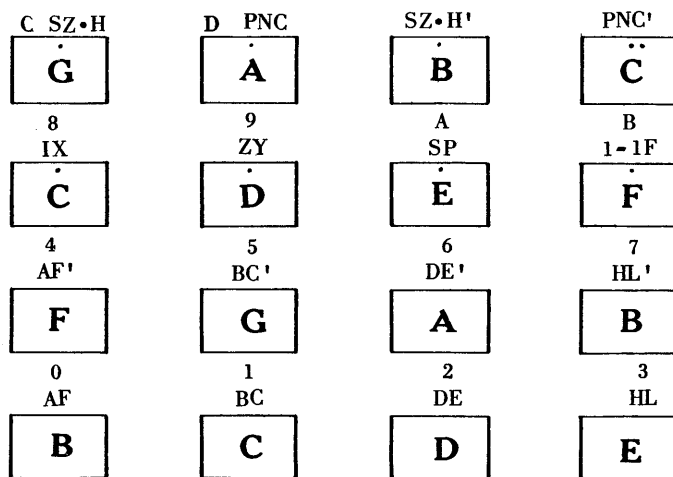 C SZ•H D PNC SZ•H' PNC'
Ġ Ȧ Ḃ C̈
8 9 A B
IX ZY SP 1-1F
Ċ Ḋ Ė Ḟ
4 5 6 7
AF' BC' DE' HL'
F G A B
0 1 2 3
AF BC DE HL
B C D E